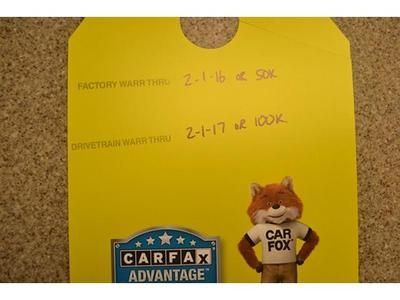 FACTORY WARR THRU 2-1-16 OR 50K
DRIVETRAIN WARR THRU 2-1-17 OR 100K
CARFAX
ADVANTAGE
CAR
FOX